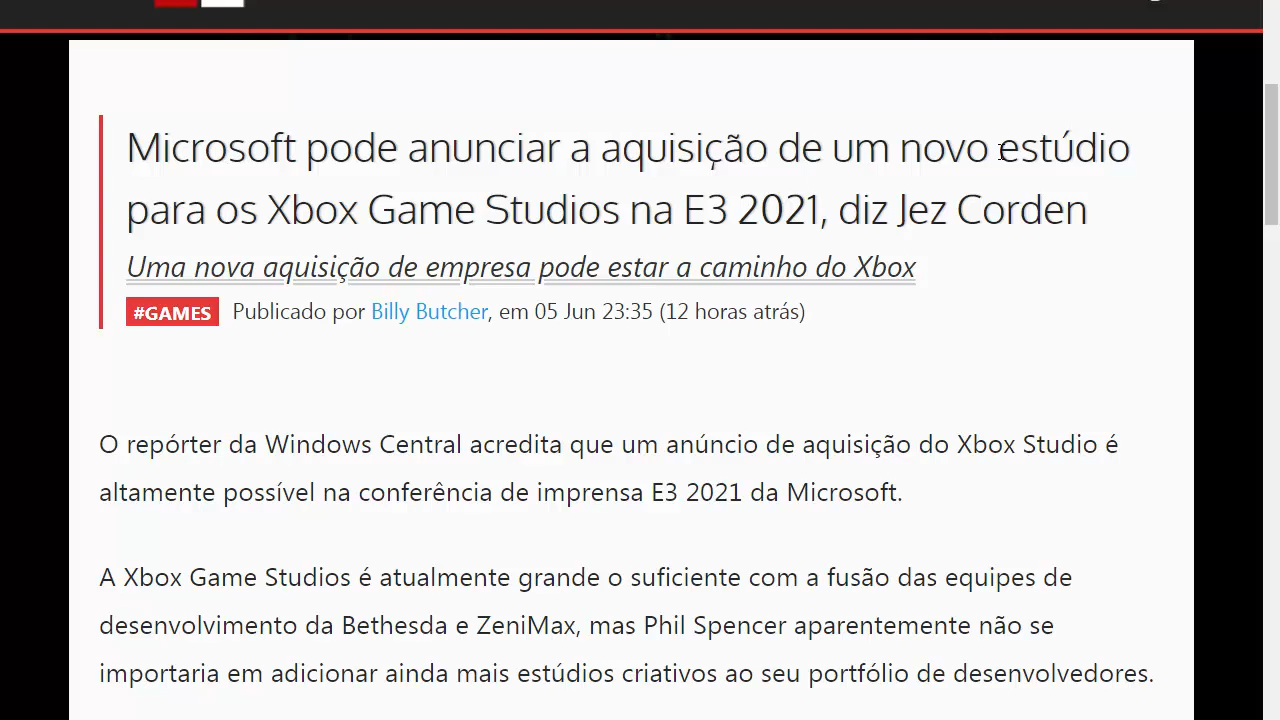 Microsoft pode anunciar a aquisição de um novo estúdio
para os Xbox Game Studios na E3 2021, diz Jez Corden
Uma nova aquisição de empresa pode estar a caminho do Xbox
#GAMES Publicado por Billy Butcher, em 05 Jun 23:35 (12 horas atrás)
O repórter da Windows Central acredita que um anúncio de aquisição do Xbox Studio é
altamente possível na conferência de imprensa E3 2021 da Microsoft.
A Xbox Game Studios é atualmente grande o suficiente com a fusão das equipes de
desenvolvimento da Bethesda e ZeniMax, mas Phil Spencer aparentemente não se
importaria em adicionar ainda mais estúdios criativos ao seu portfólio de desenvolvedores.